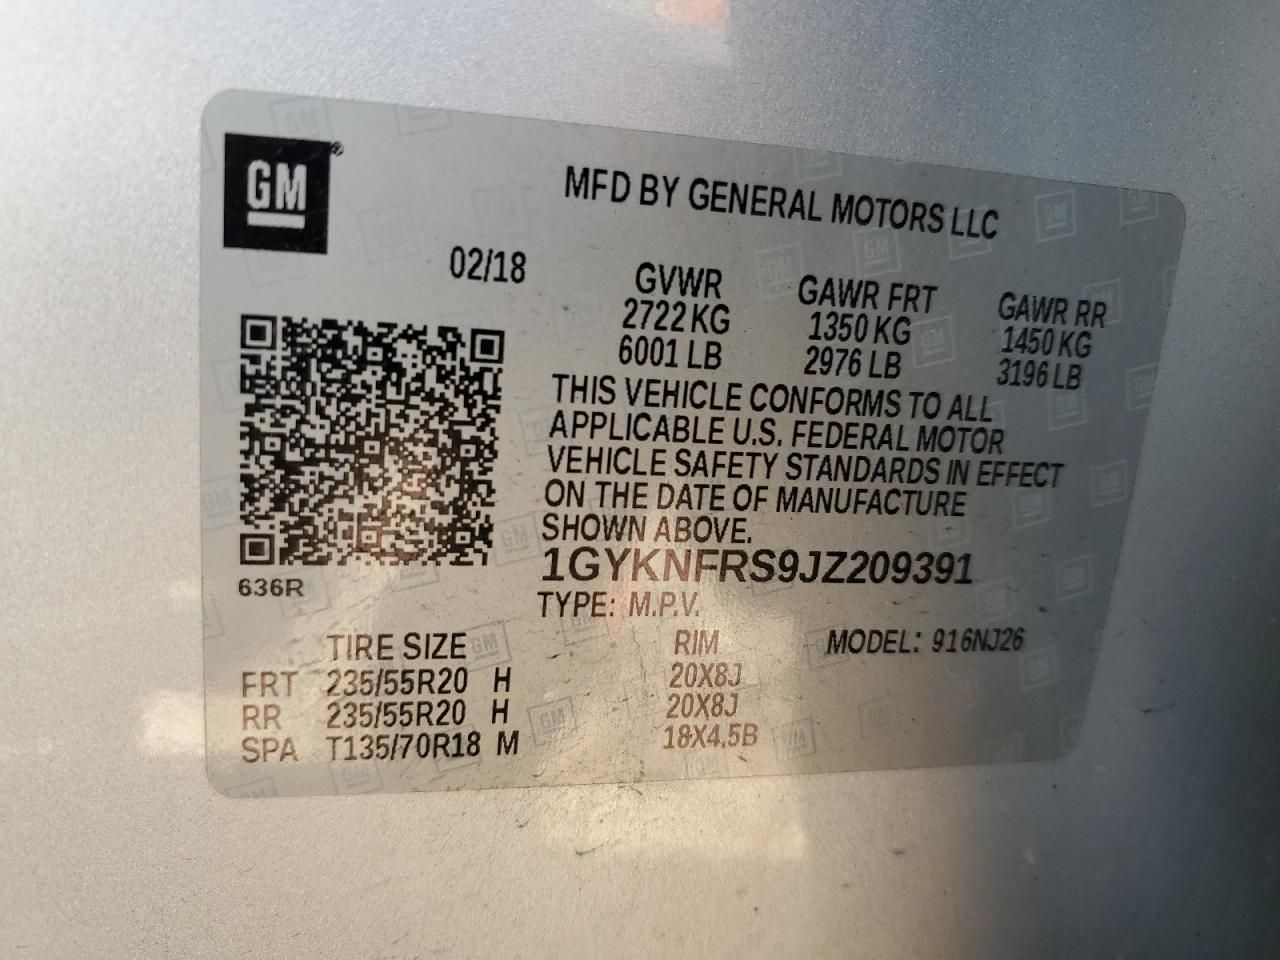 GM ®
MFD BY GENERAL MOTORS LLC
02/18
GVWR GAWR FRT GAWR RR
2722 KG 1350 KG 1450 KG
6001 LB 2976 LB 3196 LB
THIS VEHICLE CONFORMS TO ALL
APPLICABLE U.S. FEDERAL MOTOR
VEHICLE SAFETY STANDARDS IN EFFECT
ON THE DATE OF MANUFACTURE
SHOWN ABOVE.
1GYKNFRS9JZ209391
636R
TYPE: M.P.V.
TIRE SIZE RIM MODEL: 916NJ26
FRT 235/55R20 H 20X8J
RR 235/55R20 H 20X8J
SPA T135/70R18 M 18X4.5B